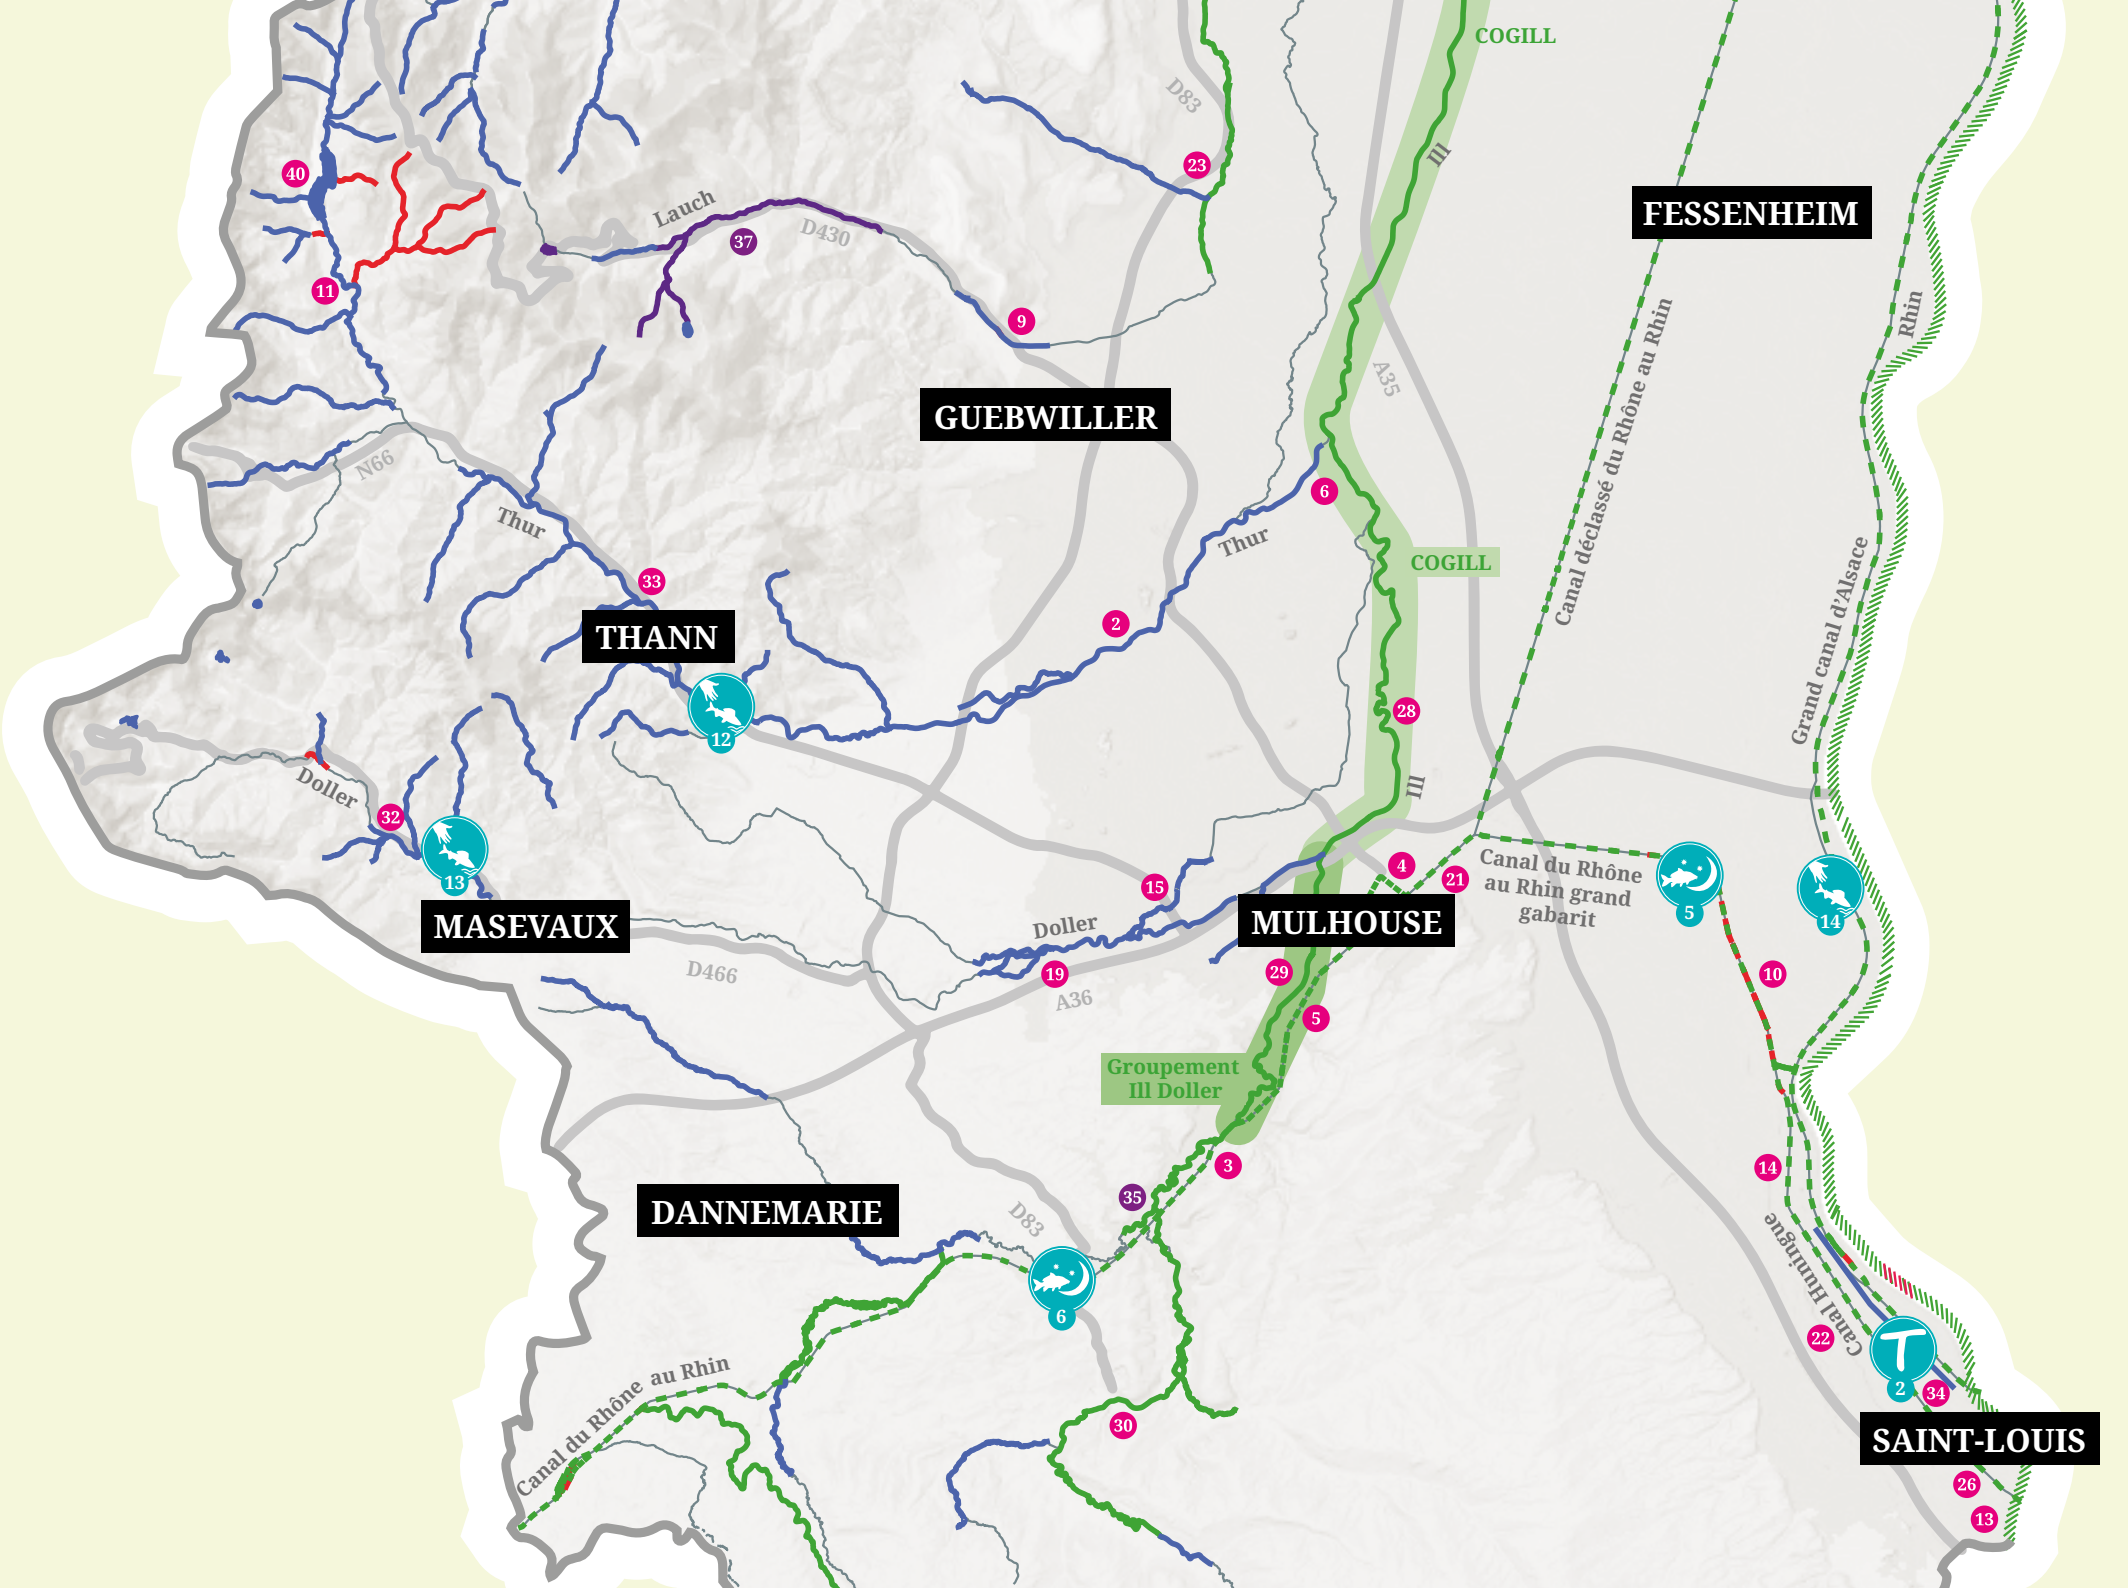 COGILL
D83
Ill
23
40
Lauch
FESSENHEIM
37
D430
11
9
Rhin
A35
GUEBWILLER
Canal déclassé du Rhône au Rhin
N66
6
Thur
Thur
COGILL
33
THANN
2
Grand canal d'Alsace
12
28
Doller
Ill
32
13
15
4
21
Canal du Rhône
au Rhin grand
gabarit
5
14
MASEVAUX
MULHOUSE
Doller
D466
19
A36
29
5
10
Groupement
Ill Doller
3
14
35
DANNEMARIE
D83
Canal Huningue
6
22
2
34
Canal du Rhône au Rhin
30
SAINT-LOUIS
26
13